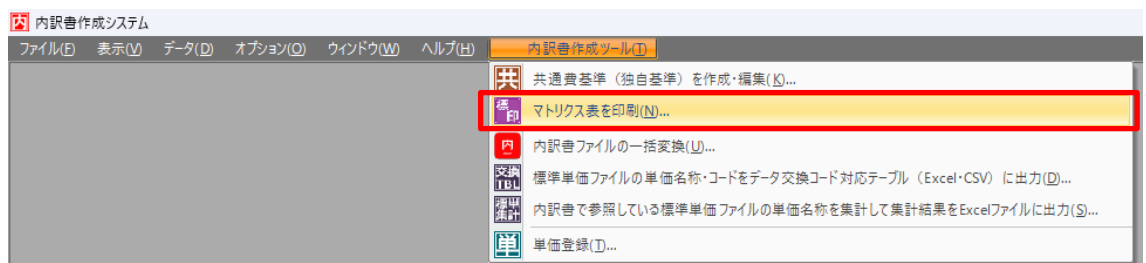 内 内訳書作成システム
ファイル(F) 表示(V) データ(D) オプション(O) ウィンドウ(W) ヘルプ(H) 内訳書作成ツール(T)
共 共通費基準（独自基準）を作成・編集(K)...
標印 マトリクス表を印刷(N)...
内 内訳書ファイルの一括変換(U)...
交換TBL 標準単価ファイルの単価名称・コードをデータ交換コード対応テーブル（Excel・CSV）に出力(D)...
標単集計 内訳書で参照している標準単価ファイルの単価名称を集計して集計結果をExcelファイルに出力(S)...
単 単価登録(T)...